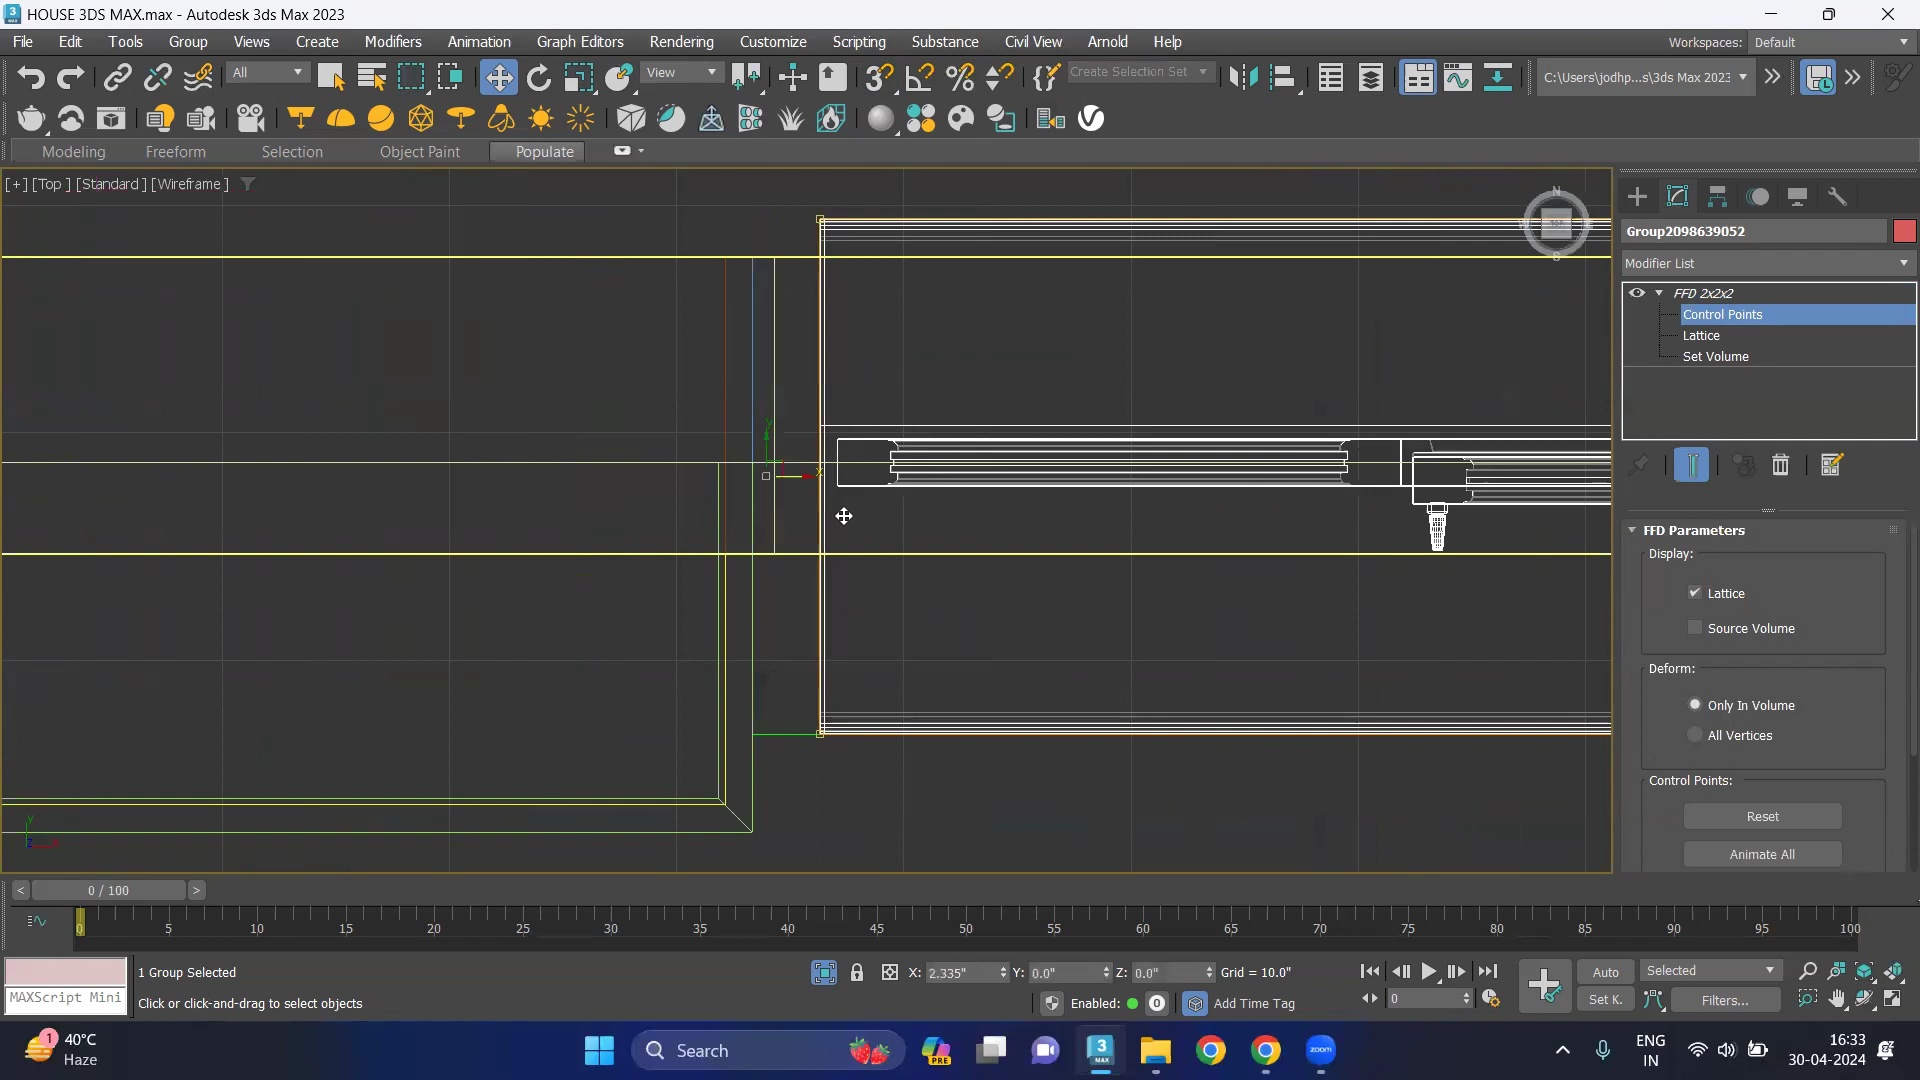 HOUSE 3DS MAX.max - Autodesk 3ds Max 2023
File Edit Tools Group Views Create Modifiers Animation Graph Editors Rendering Customize Scripting Substance Civil View Arnold Help Workspaces: Default
All View Create Selection Set C:\Users\jodhp...s\3ds Max 2023
Modeling Freeform Selection Object Paint Populate
[+] [Top ] [Standard ] [Wireframe ]
N
S
Group2098639052
Modifier List
FFD 2x2x2
Control Points
Lattice
Set Volume
FFD Parameters
Display:
Lattice
Source Volume
Deform:
Only In Volume
All Vertices
Control Points:
Reset
Animate All
y
x
y
z
< 0 / 100 >
0 5 10 15 20 25 30 35 40 45 50 55 60 65 70 75 80 85 90 95 100
1 Group Selected X: 2.335" Y: 0.0" Z: 0.0" Grid = 10.0" Auto Selected
MAXScript Mini Click or click-and-drag to select objects Enabled: 0 Add Time Tag 0 Set K. Filters...
1 40°C
Haze
Search PRE 3 MAX zoom
ENG
IN
16:33
30-04-2024